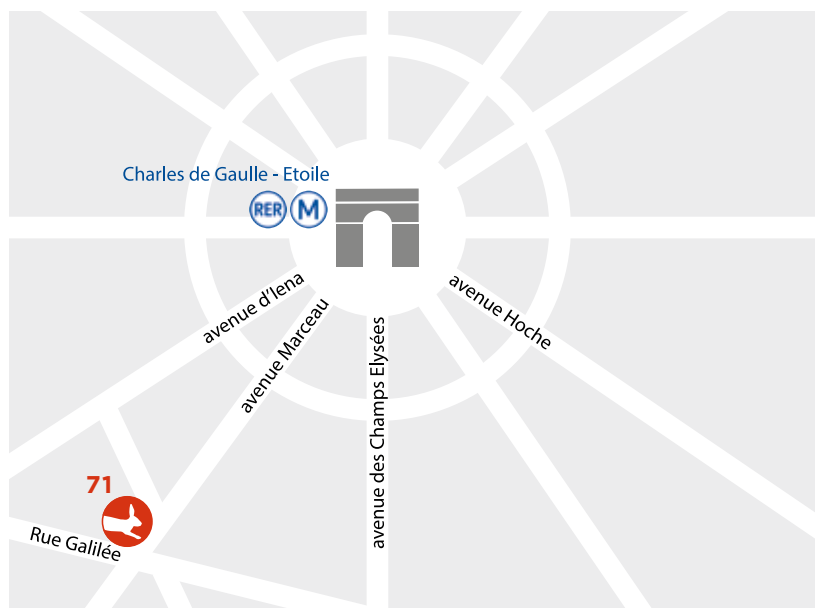 Charles de Gaulle - Etoile
RER M
avenue d'Iena
avenue Marceau
avenue des Champs Elysées
avenue Hoche
71
Rue Galilée